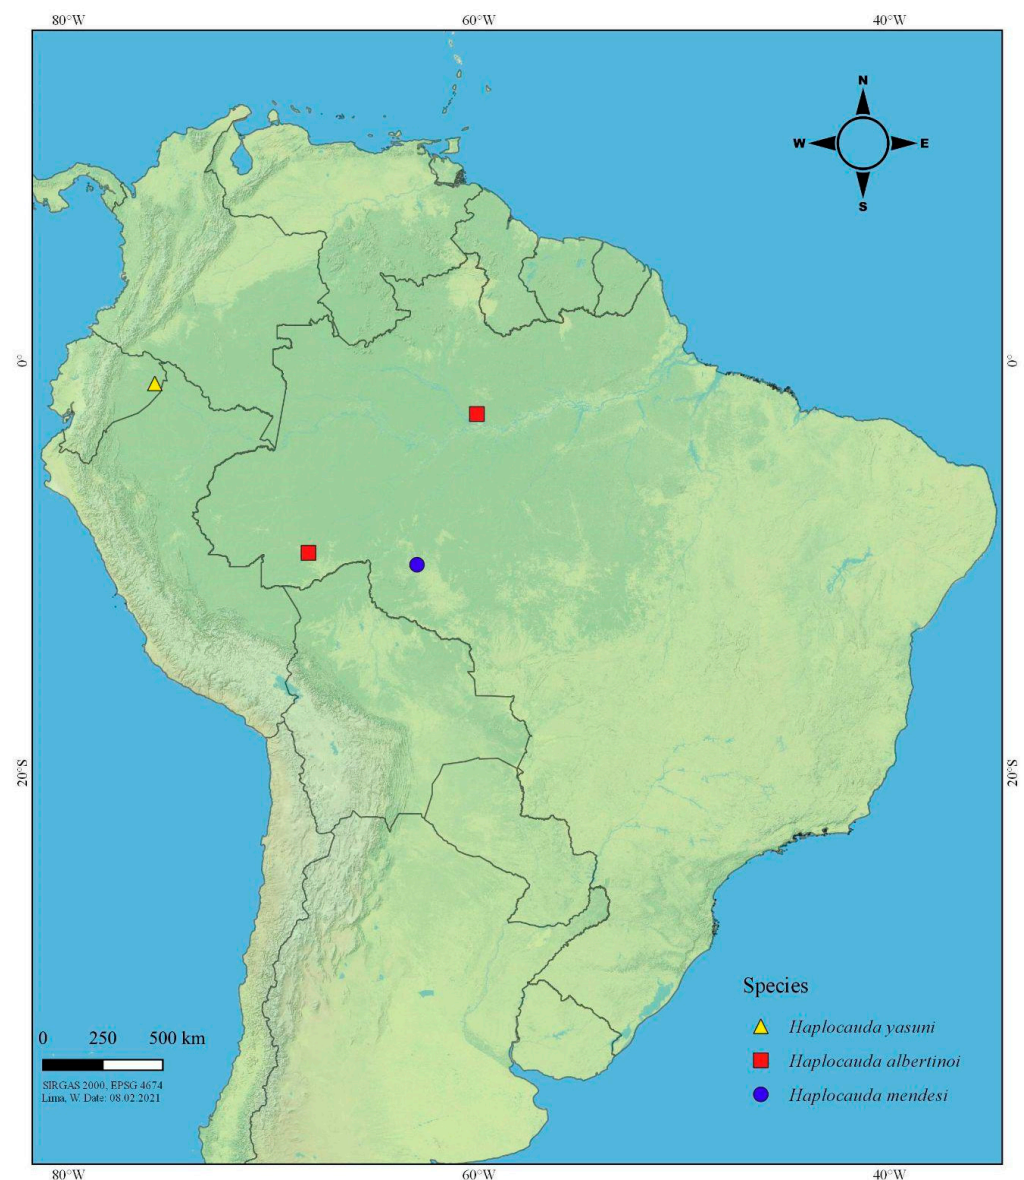 80°W 60°W 40°W
N
W E
S
0° 0°
20°S 20°S
Species
Haplocauda yasuni
Haplocauda albertinoi
Haplocauda mendesi
0 250 500 km
SIRGAS 2000, EPSG 4674
Lima, W. Date: 08.02.2021
80°W 60°W 40°W